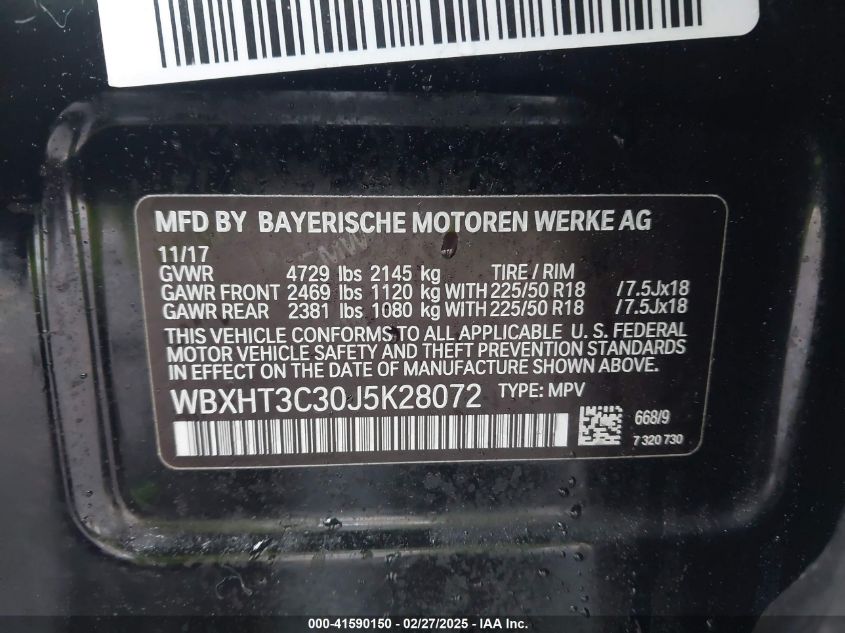 MFD BY BAYERISCHE MOTOREN WERKE AG
11/17
GVWR 4729 lbs 2145 kg TIRE / RIM
GAWR FRONT 2469 lbs 1120 kg WITH 225/50 R18 /7.5Jx18
GAWR REAR 2381 lbs 1080 kg WITH 225/50 R18 /7.5Jx18
THIS VEHICLE CONFORMS TO ALL APPLICABLE U. S. FEDERAL
MOTOR VEHICLE SAFETY AND THEFT PREVENTION STANDARDS
IN EFFECT ON THE DATE OF MANUFACTURE SHOWN ABOVE.
WBXHT3C30J5K28072 TYPE: MPV
668/9
7 320 730
000-41590150 - 02/27/2025 - IAA Inc.